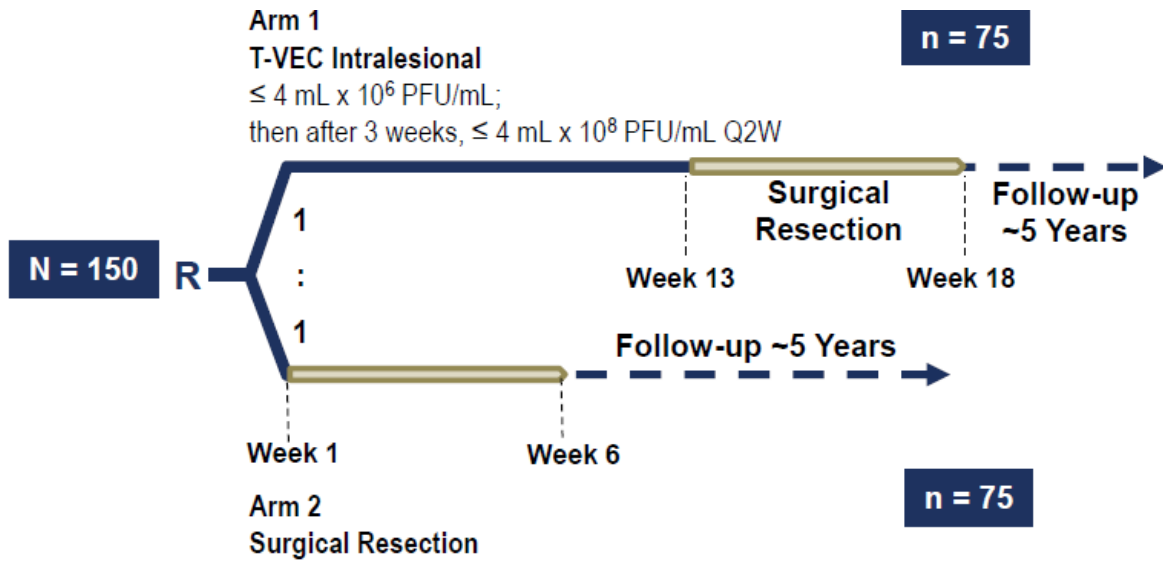 Arm 1
T-VEC Intralesional
≤ 4 mL x 10⁶ PFU/mL;
then after 3 weeks, ≤ 4 mL x 10⁸ PFU/mL Q2W
n = 75
N = 150
R
1
:
1
Surgical
Resection
Follow-up
~5 Years
Week 13
Week 18
Follow-up ~5 Years
Week 1
Week 6
Arm 2
Surgical Resection
n = 75